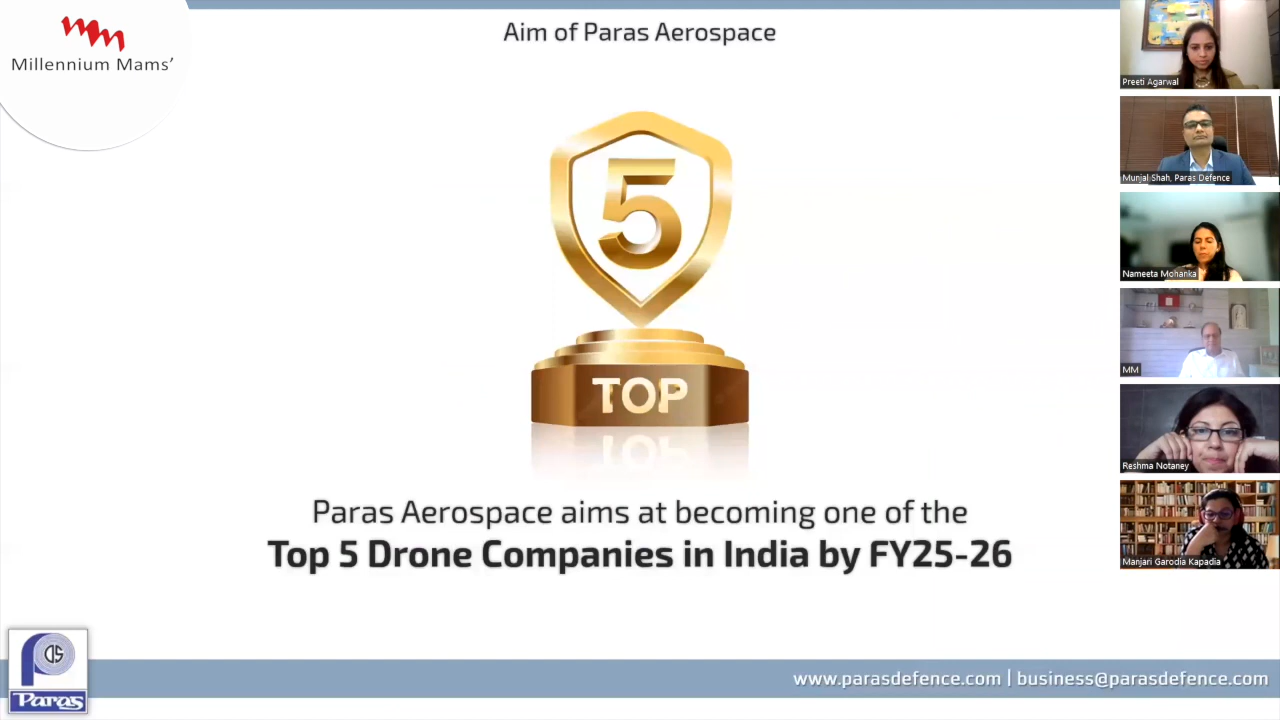 Millennium Mams'
Aim of Paras Aerospace
5
TOP
Paras Aerospace aims at becoming one of the
Top 5 Drone Companies in India by FY25-26
Preeti Agarwal
Munjal Shah, Paras Defence
Nameeta Mohanka
MM
Reshma Notaney
Manjari Garodia Kapadia
Paras
www.parasdefence.com | business@parasdefence.com